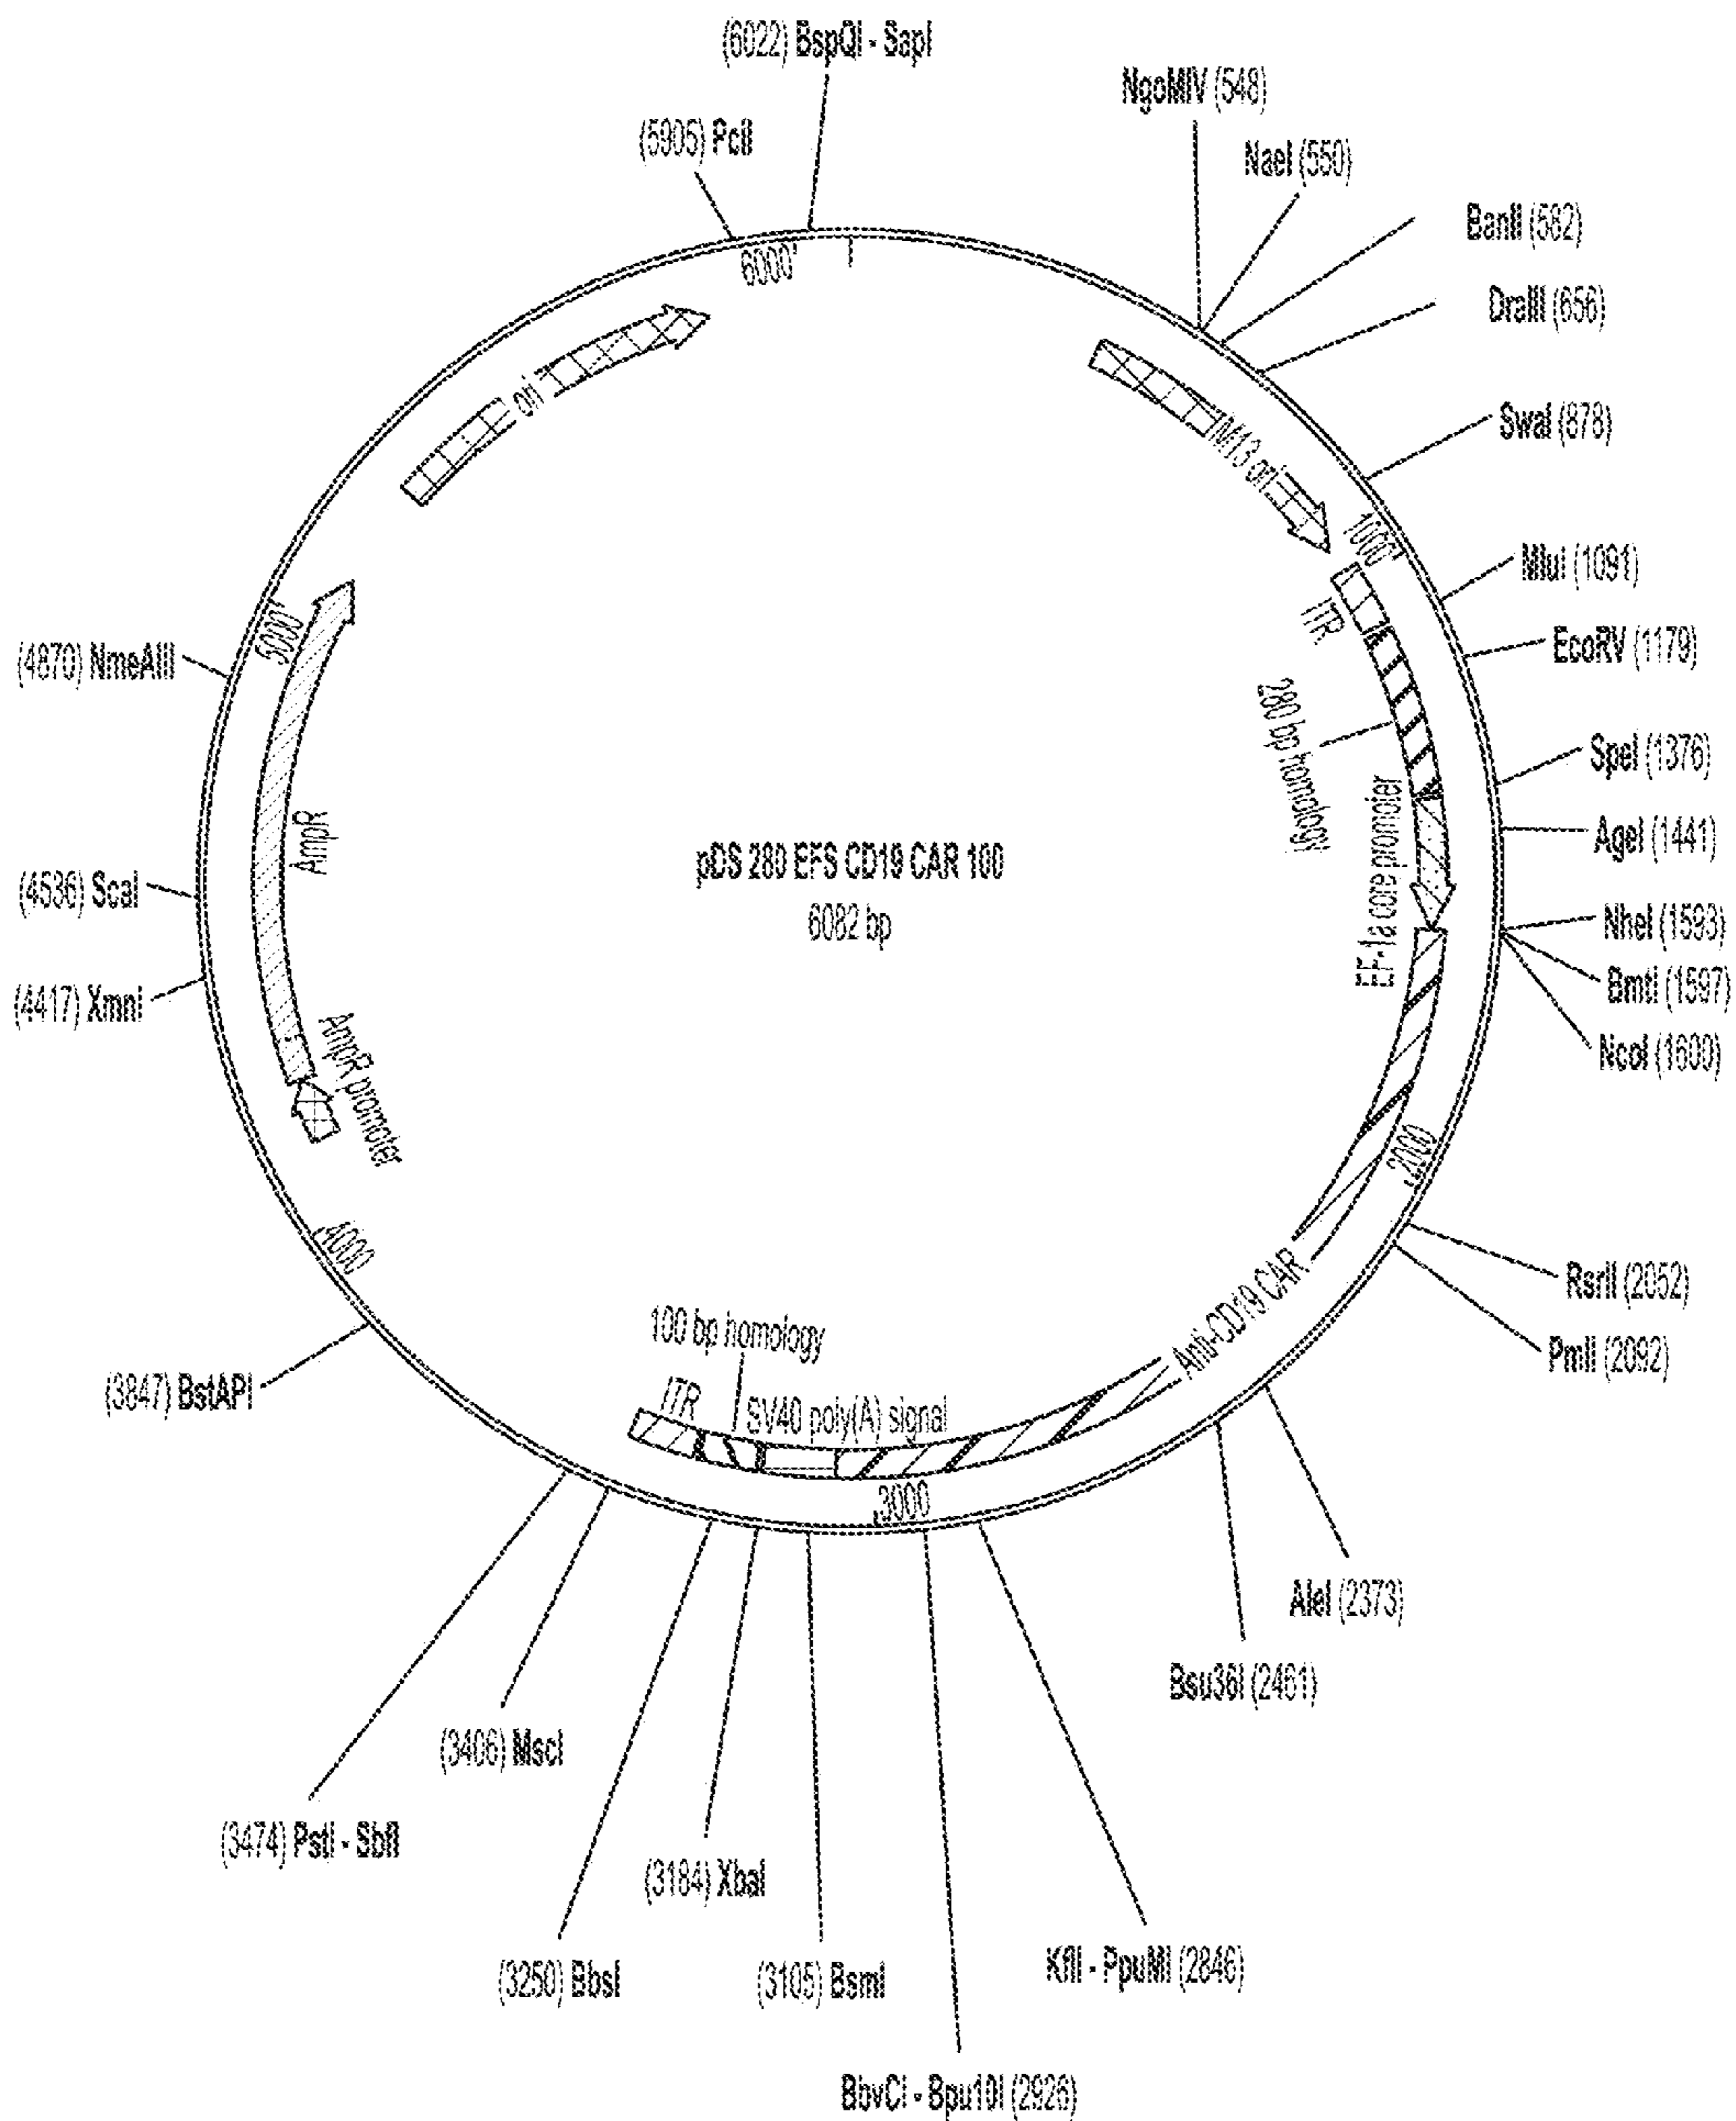 (6022) BspQI - SapI
(5905) PciI
NgoMIV (548)
NaeI (550)
BanII (582)
DraIII (656)
SwaI (878)
MluI (1091)
EcoRV (1179)
SpeI (1376)
AgeI (1441)
NheI (1593)
BmtI (1597)
NcoI (1600)
RsrII (2052)
PmlI (2092)
AleI (2373)
Bsu36I (2461)
KflI - PpuMI (2846)
BbvCI - Bpu10I (2926)
(3105) BsmI
(3184) XbaI
(3250) BbsI
(3406) MscI
(3474) PstI - SbfI
(3847) BstAPI
(4417) XmnI
(4536) ScaI
(4870) NmeAIII
6000'
1000'
2000
3000
4000
5000'
ori
M13 ori
ITR
280 bp homology
EF-1a core promoter
Anti-CD19 CAR
SV40 poly(A) signal
100 bp homology
ITR
AmpR promoter
AmpR
pDS 280 EFS CD19 CAR 100
6082 bp